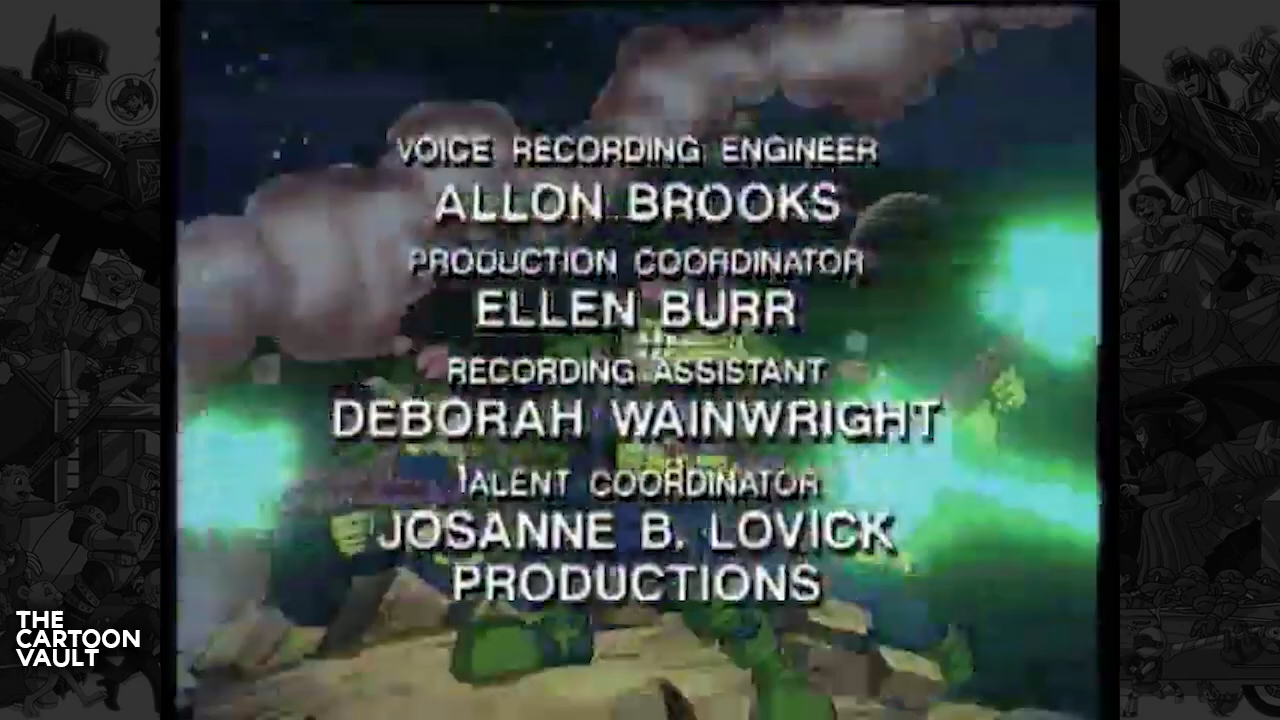 VOICE RECORDING ENGINEER
ALLON BROOKS
PRODUCTION COORDINATOR
ELLEN BURR
RECORDING ASSISTANT
DEBORAH WAINWRIGHT
TALENT COORDINATOR
JOSANNE B. LOVICK
PRODUCTIONS
THE
CARTOON
VAULT